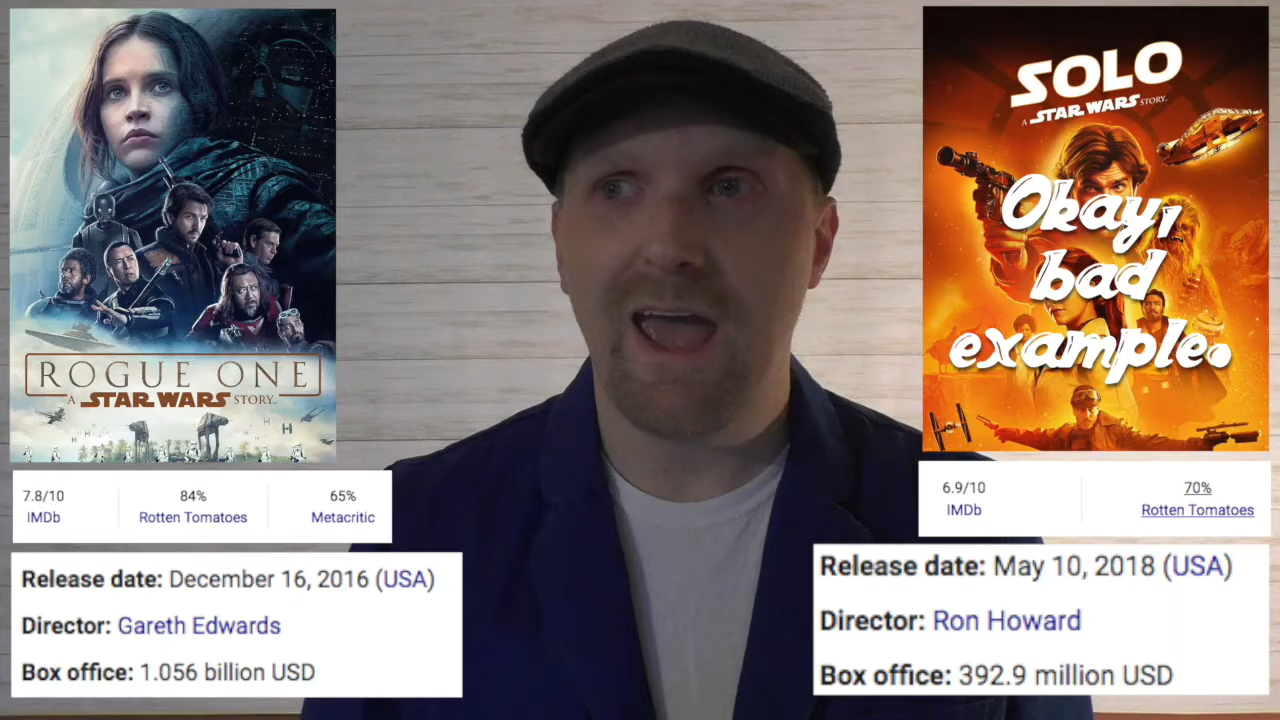 ROGUE ONE
A STAR WARS STORY
7.8/10
IMDb
84%
Rotten Tomatoes
65%
Metacritic
Release date: December 16, 2016 (USA)
Director: Gareth Edwards
Box office: 1.056 billion USD
SOLO
A STAR WARS STORY
Okay,
bad
example.
6.9/10
IMDb
70%
Rotten Tomatoes
Release date: May 10, 2018 (USA)
Director: Ron Howard
Box office: 392.9 million USD